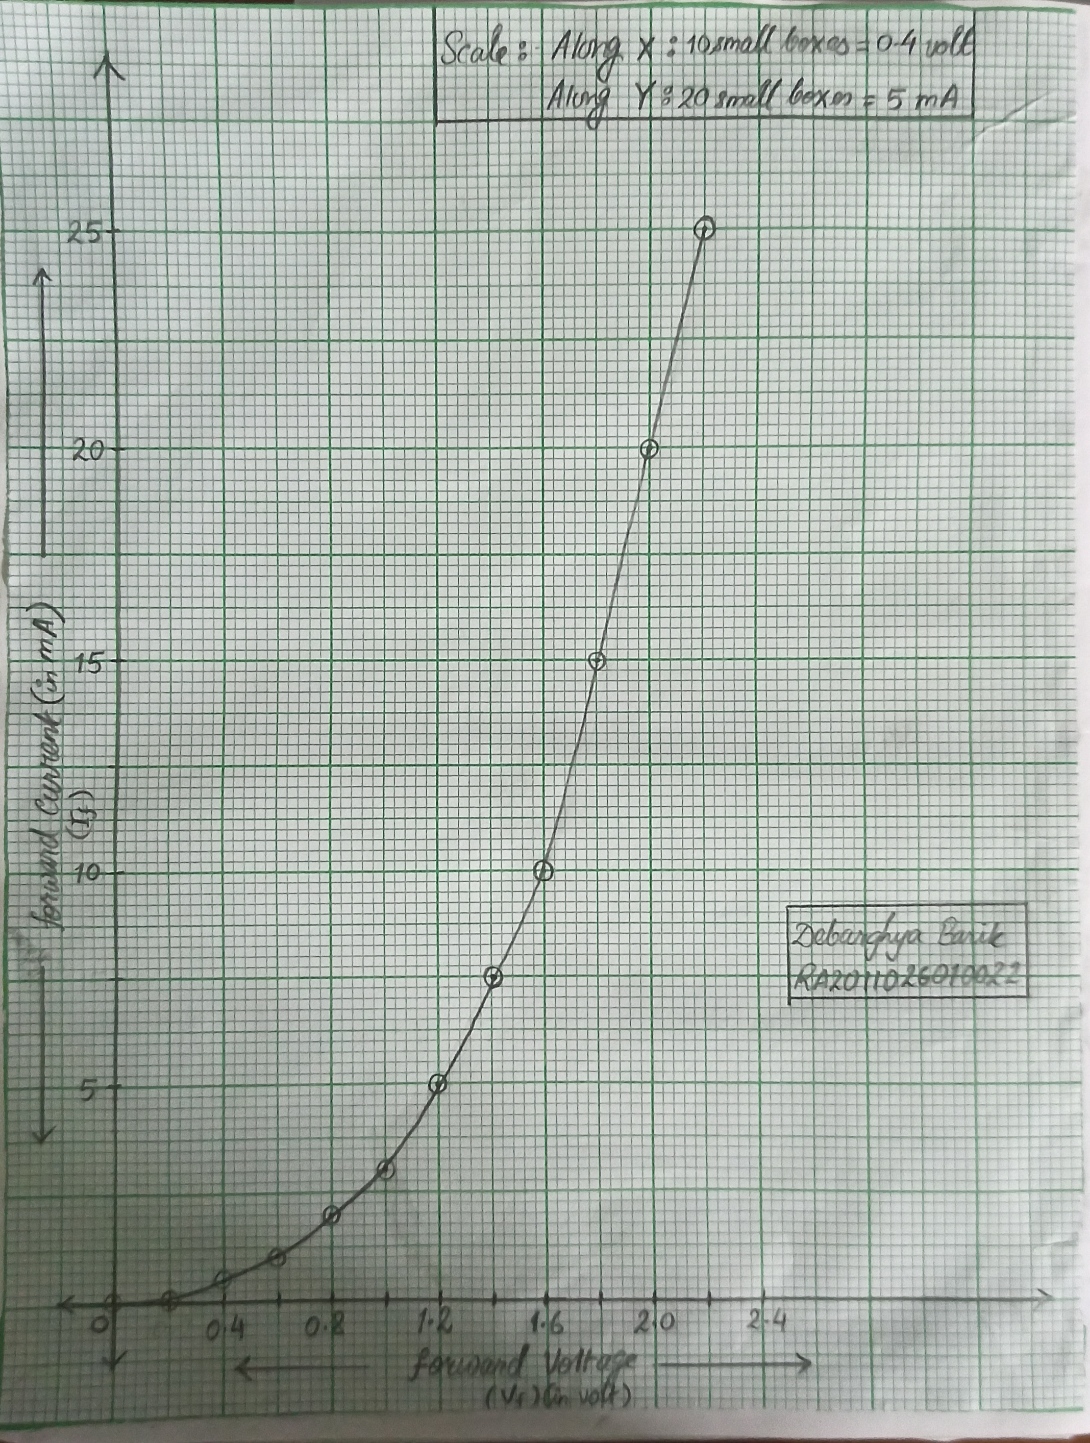 Scale :- Along X : 10 small boxes = 0.4 volt
Along Y : 20 small boxes = 5 mA
25
20
15
10
5
forward Current (in mA)
(If)
Debarghya Barik
RA2011026010022
0 0.4 0.8 1.2 1.6 2.0 2.4
forward Voltage
(Vf) (in volt)